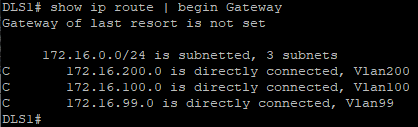 DLS1# show ip route | begin Gateway
Gateway of last resort is not set

     172.16.0.0/24 is subnetted, 3 subnets
C       172.16.200.0 is directly connected, Vlan200
C       172.16.100.0 is directly connected, Vlan100
C       172.16.99.0 is directly connected, Vlan99
DLS1#